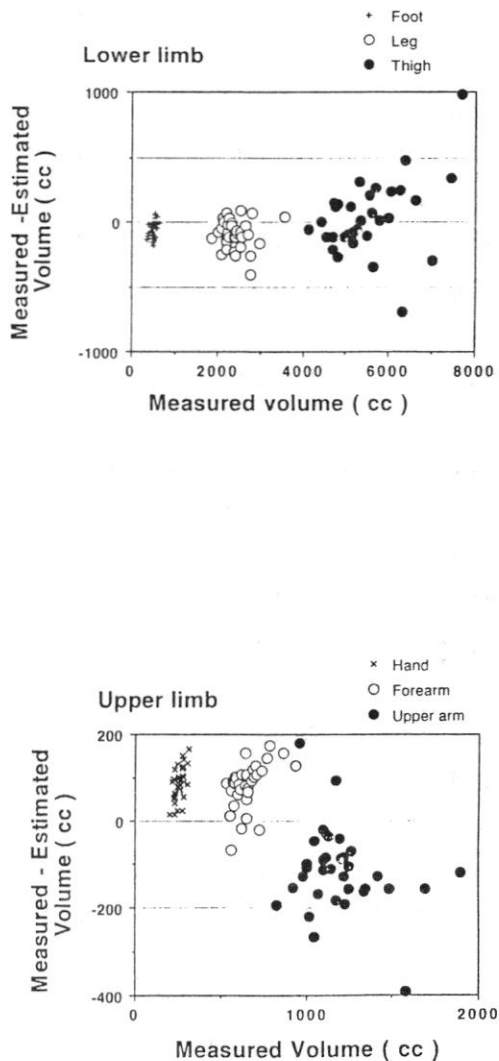 + Foot
○ Leg
● Thigh
Lower limb
1000
0
-1000
Measured -Estimated
Volume ( cc )
0 2000 4000 6000 8000
Measured volume ( cc )
× Hand
○ Forearm
● Upper arm
Upper limb
200
0
-200
-400
Measured - Estimated
Volume ( cc )
0 1000 2000
Measured Volume ( cc )